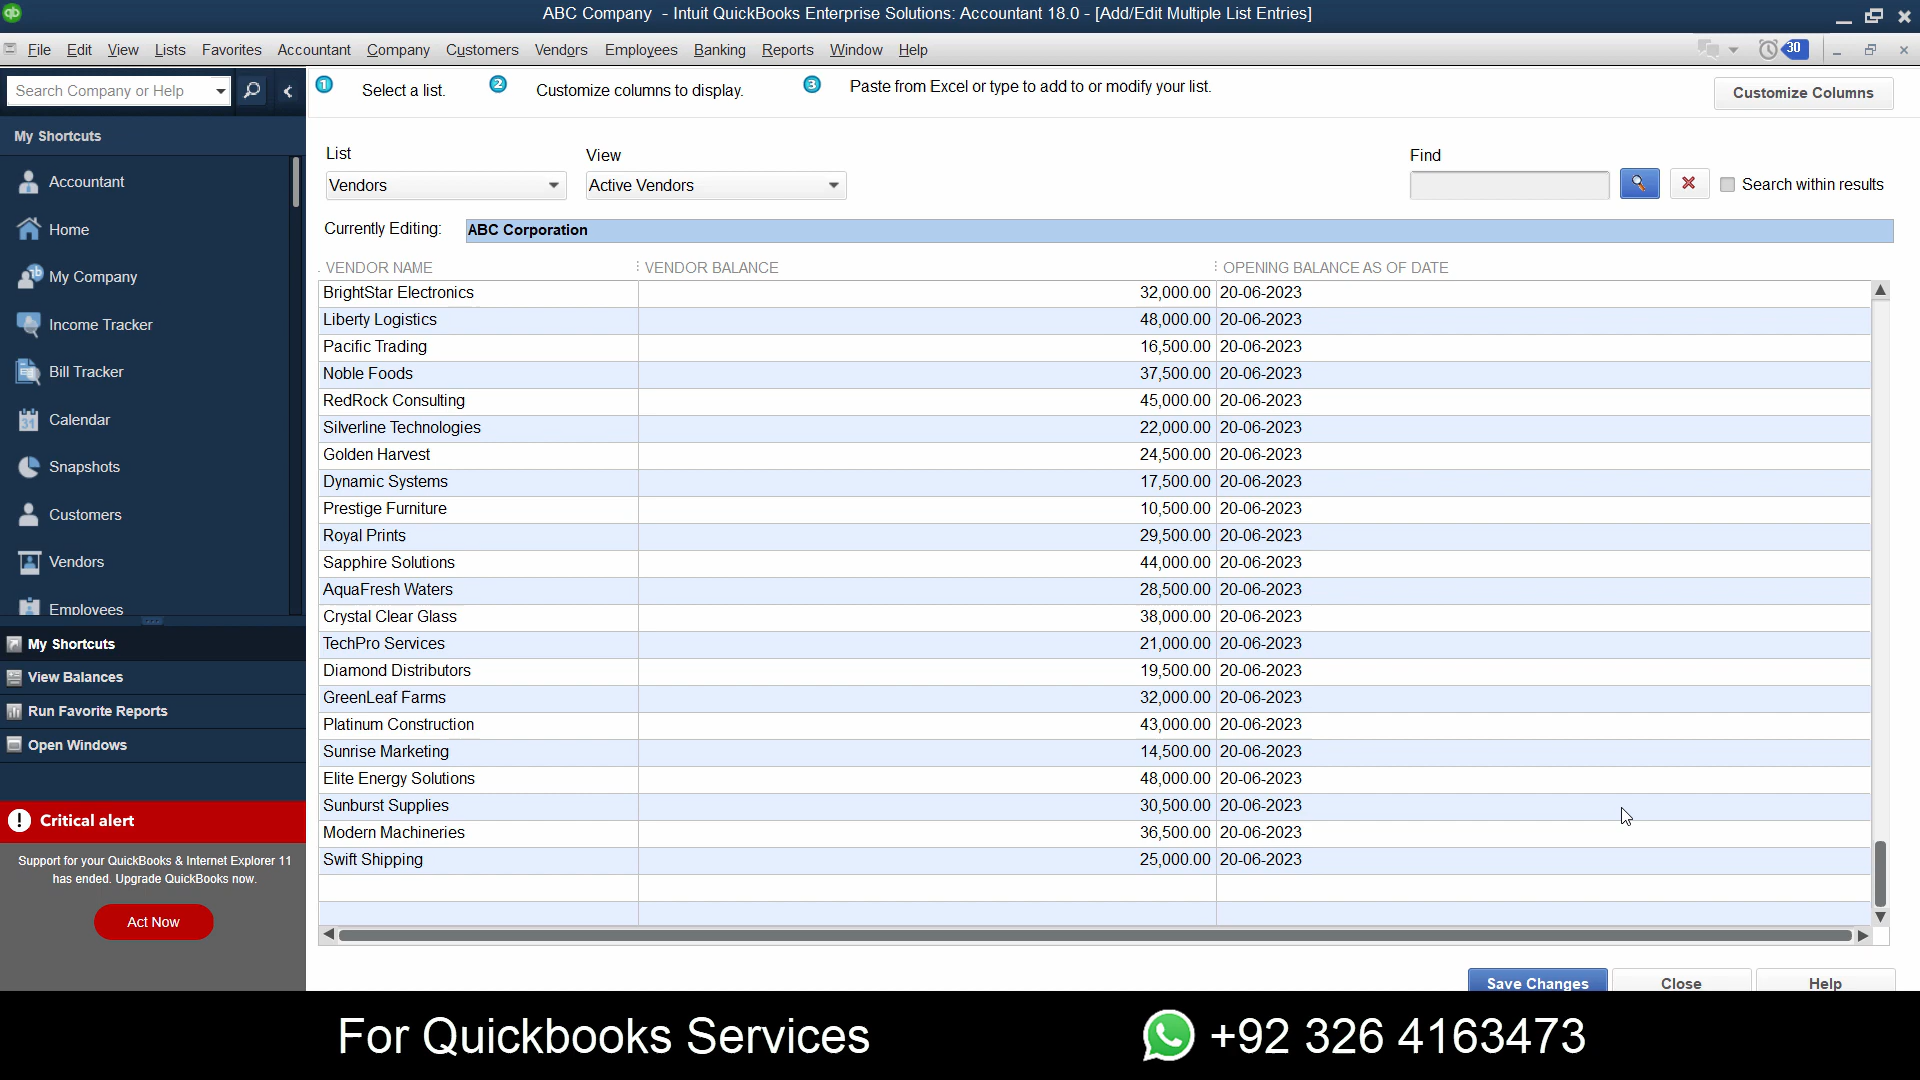 ABC Company - Intuit QuickBooks Enterprise Solutions: Accountant 18.0 - [Add/Edit Multiple List Entries]
File Edit View Lists Favorites Accountant Company Customers Vendors Employees Banking Reports Window Help
30
Search Company or Help
1 Select a list. 2 Customize columns to display. 3 Paste from Excel or type to add to or modify your list.
Customize Columns
My Shortcuts
Accountant
Home
My Company
Income Tracker
Bill Tracker
Calendar
Snapshots
Customers
Vendors
Employees
My Shortcuts
View Balances
Run Favorite Reports
Open Windows
Critical alert
Support for your QuickBooks & Internet Explorer 11
has ended. Upgrade QuickBooks now.
Act Now
List View Find
Vendors Active Vendors Search within results
Currently Editing: ABC Corporation
VENDOR NAME VENDOR BALANCE OPENING BALANCE AS OF DATE
BrightStar Electronics 32,000.00 20-06-2023
Liberty Logistics 48,000.00 20-06-2023
Pacific Trading 16,500.00 20-06-2023
Noble Foods 37,500.00 20-06-2023
RedRock Consulting 45,000.00 20-06-2023
Silverline Technologies 22,000.00 20-06-2023
Golden Harvest 24,500.00 20-06-2023
Dynamic Systems 17,500.00 20-06-2023
Prestige Furniture 10,500.00 20-06-2023
Royal Prints 29,500.00 20-06-2023
Sapphire Solutions 44,000.00 20-06-2023
AquaFresh Waters 28,500.00 20-06-2023
Crystal Clear Glass 38,000.00 20-06-2023
TechPro Services 21,000.00 20-06-2023
Diamond Distributors 19,500.00 20-06-2023
GreenLeaf Farms 32,000.00 20-06-2023
Platinum Construction 43,000.00 20-06-2023
Sunrise Marketing 14,500.00 20-06-2023
Elite Energy Solutions 48,000.00 20-06-2023
Sunburst Supplies 30,500.00 20-06-2023
Modern Machineries 36,500.00 20-06-2023
Swift Shipping 25,000.00 20-06-2023
Save Changes Close Help
For Quickbooks Services +92 326 4163473